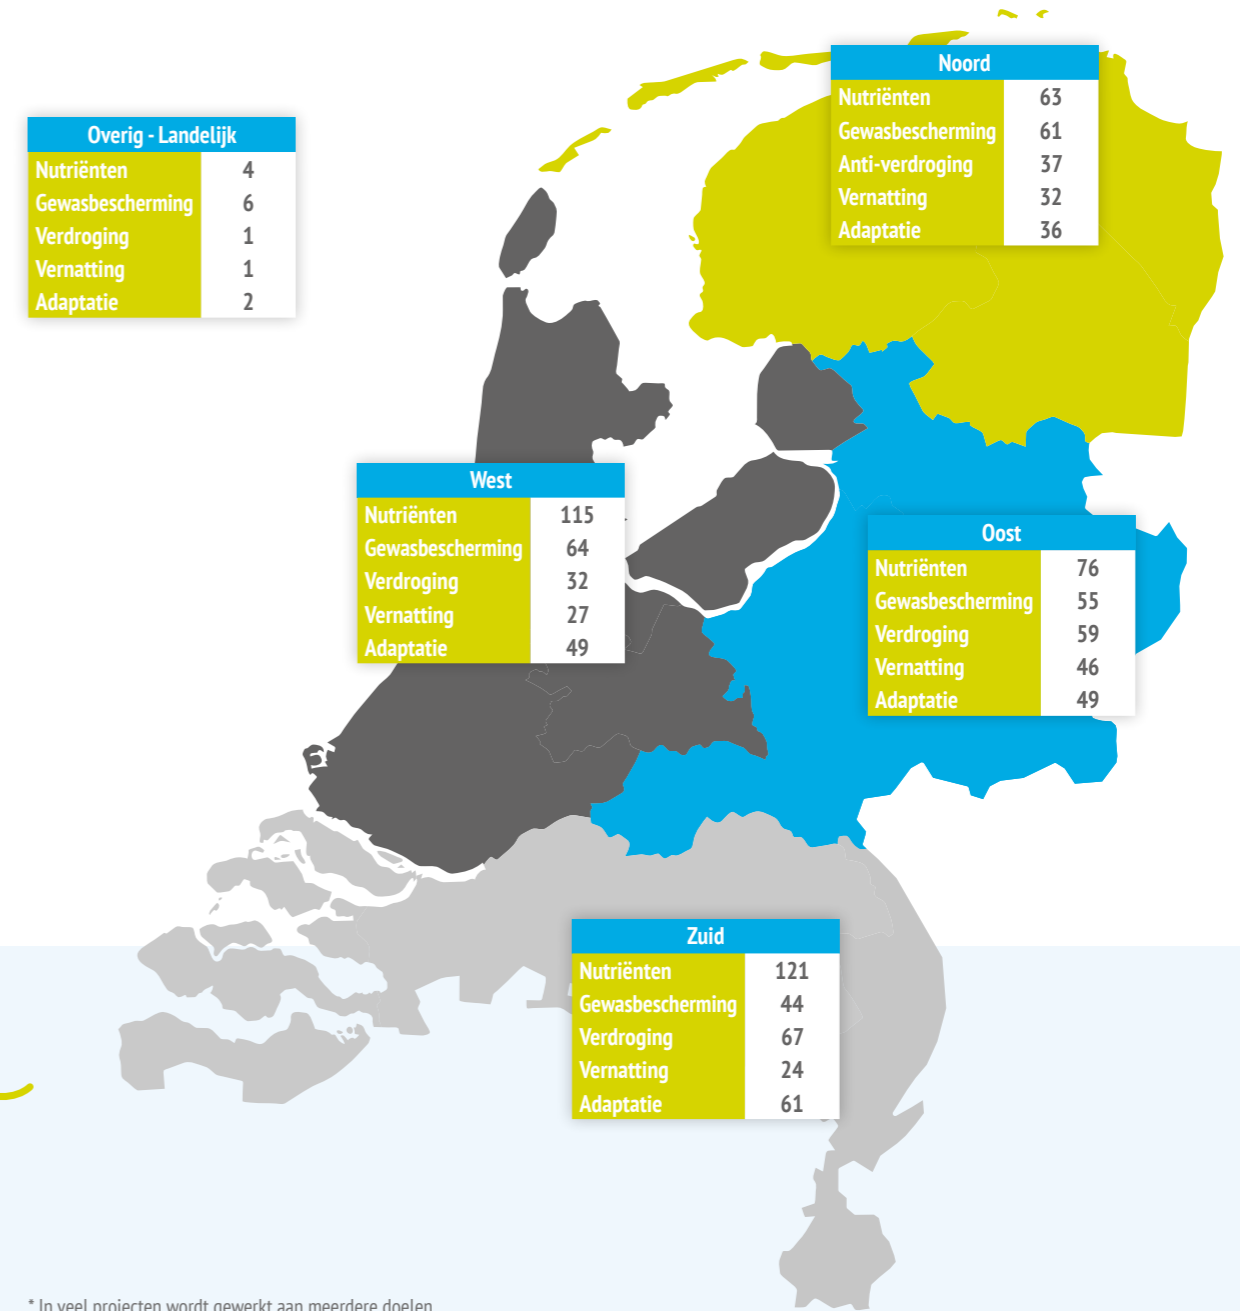 Noord
Nutriënten 63
Gewasbescherming 61
Anti-verdroging 37
Vernatting 32
Adaptatie 36
Overig - Landelijk
Nutriënten 4
Gewasbescherming 6
Verdroging 1
Vernatting 1
Adaptatie 2
West
Nutriënten 115
Gewasbescherming 64
Verdroging 32
Vernatting 27
Adaptatie 49
Oost
Nutriënten 76
Gewasbescherming 55
Verdroging 59
Vernatting 46
Adaptatie 49
Zuid
Nutriënten 121
Gewasbescherming 44
Verdroging 67
Vernatting 24
Adaptatie 61
* In veel projecten wordt gewerkt aan meerdere doelen